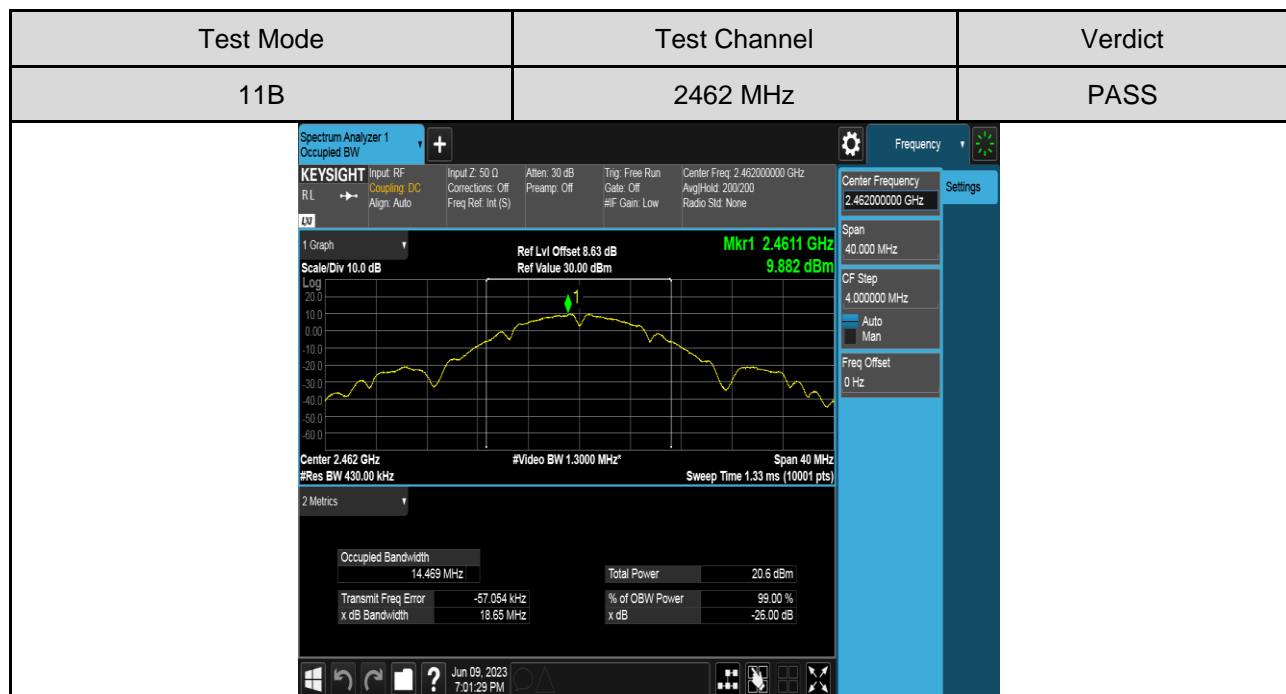 Test Mode Test Channel Verdict
11B 2462 MHz PASS
Spectrum Analyzer 1
Occupied BW
+
Frequency
KEYSIGHT Input: RF Input Z: 50 Ω Atten: 30 dB Trig: Free Run Center Freq: 2.462000000 GHz
RL Coupling: DC Corrections: Off Preamp: Off Gate: Off Avg|Hold: 200/200
Align: Auto Freq Ref: Int (S) #IF Gain: Low Radio Std: None
LXI
Center Frequency
2.462000000 GHz
Settings
Span
40.000 MHz
CF Step
4.000000 MHz
Auto
Man
Freq Offset
0 Hz
1 Graph
Ref Lvl Offset 8.63 dB
Mkr1 2.4611 GHz
Scale/Div 10.0 dB Ref Value 30.00 dBm 9.882 dBm
Log
20.0
10.0
0.00
-10.0
-20.0
-30.0
-40.0
-50.0
-60.0
1
Center 2.462 GHz #Video BW 1.3000 MHz* Span 40 MHz
#Res BW 430.00 kHz Sweep Time 1.33 ms (10001 pts)
2 Metrics
Occupied Bandwidth
14.469 MHz Total Power 20.6 dBm
Transmit Freq Error -57.054 kHz % of OBW Power 99.00 %
x dB Bandwidth 18.65 MHz x dB -26.00 dB
? Jun 09, 2023
7:01:29 PM